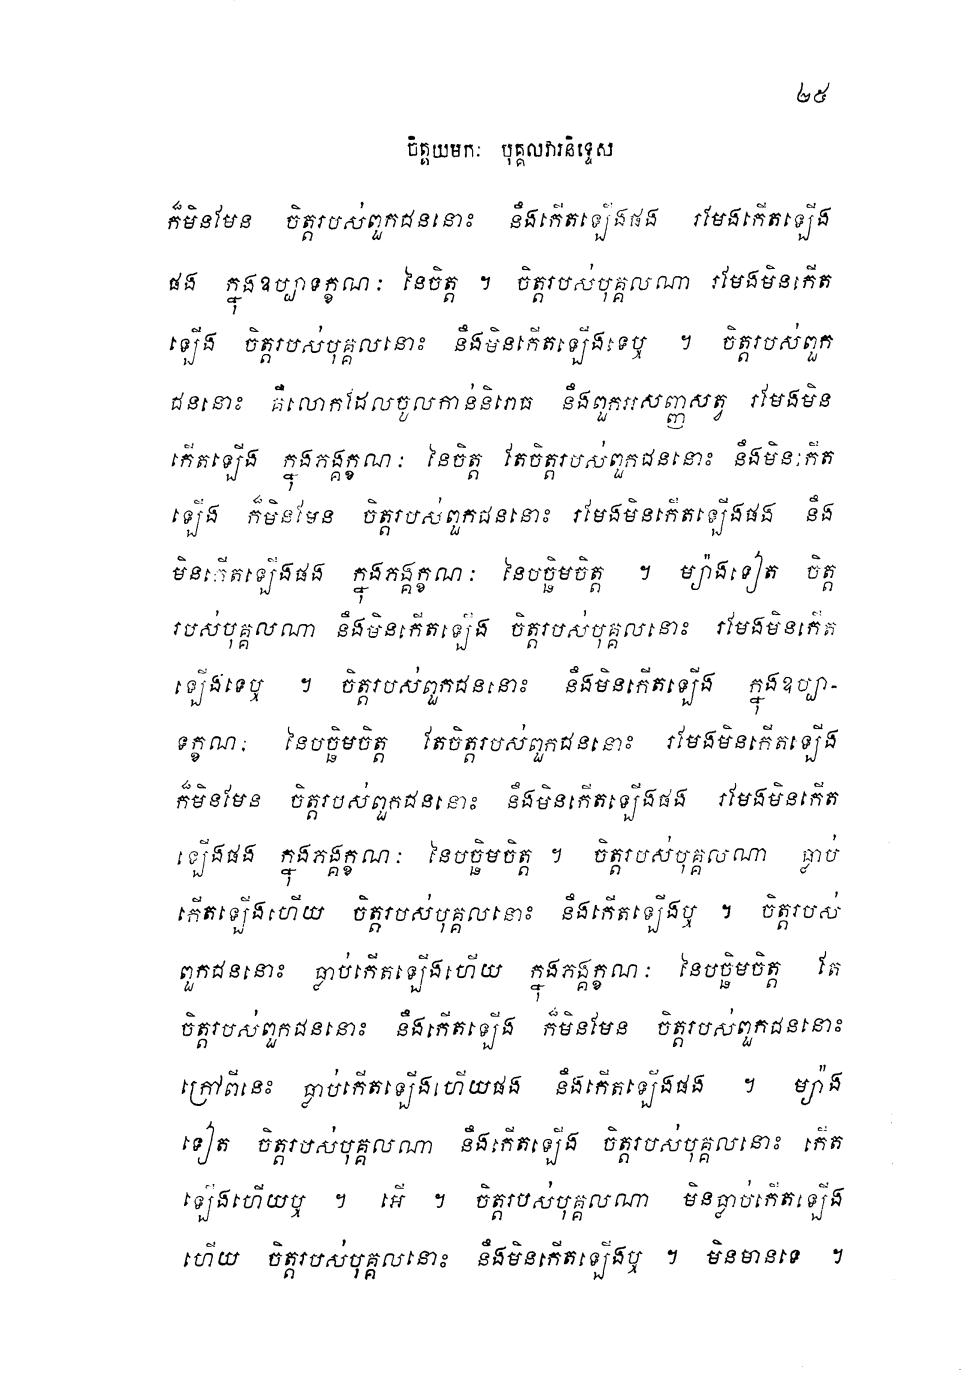 ២៥
ចិត្តយមកៈ បុគ្គលវារនិទ្ទេស
ក៏មិនមែន ចិត្តរបស់ពួកជននោះ នឹងកើតឡើងផង រមែងកើតឡើង
ផង ក្នុងឧប្បាទក្ខណៈ នៃចិត្ត ។ ចិត្តរបស់បុគ្គលណា រមែងមិនកើត
ឡើង ចិត្តរបស់បុគ្គលនោះ នឹងមិនកើតឡើងទេឬ ។ ចិត្តរបស់ពួក
ជននោះ គឺលោកដែលចូលកាន់និរោធ នឹងពួកអសញ្ញសត្វ រមែងមិន
កើតឡើង ក្នុងភង្គក្ខណៈ នៃចិត្ត តែចិត្តរបស់ពួកជននោះ នឹងមិនកើត
ឡើង ក៏មិនមែន ចិត្តរបស់ពួកជននោះ រមែងមិនកើតឡើងផង នឹង
មិនកើតឡើងផង ក្នុងភង្គក្ខណៈ នៃបច្ឆិមចិត្ត ។ ម្យ៉ាងទៀត ចិត្ត
របស់បុគ្គលណា នឹងមិនកើតឡើង ចិត្តរបស់បុគ្គលនោះ រមែងមិនកើត
ឡើងទេឬ ។ ចិត្តរបស់ពួកជននោះ នឹងមិនកើតឡើង ក្នុងឧប្បា-
ទក្ខណៈ នៃបច្ឆិមចិត្ត តែចិត្តរបស់ពួកជននោះ រមែងមិនកើតឡើង
ក៏មិនមែន ចិត្តរបស់ពួកជននោះ នឹងមិនកើតឡើងផង រមែងមិនកើត
ឡើងផង ក្នុងភង្គក្ខណៈ នៃបច្ឆិមចិត្ត ។ ចិត្តរបស់បុគ្គលណា ធ្លាប់
កើតឡើងហើយ ចិត្តរបស់បុគ្គលនោះ នឹងកើតឡើងឬ ។ ចិត្តរបស់
ពួកជននោះ ធ្លាប់កើតឡើងហើយ ក្នុងភង្គក្ខណៈ នៃបច្ឆិមចិត្ត តែ
ចិត្តរបស់ពួកជននោះ នឹងកើតឡើង ក៏មិនមែន ចិត្តរបស់ពួកជននោះ
ក្រៅពីនេះ ធ្លាប់កើតឡើងហើយផង នឹងកើតឡើងផង ។ ម្យ៉ាង
ទៀត ចិត្តរបស់បុគ្គលណា នឹងកើតឡើង ចិត្តរបស់បុគ្គលនោះ កើត
ឡើងហើយឬ ។ អើ ។ ចិត្តរបស់បុគ្គលណា មិនធ្លាប់កើតឡើង
ហើយ ចិត្តរបស់បុគ្គលនោះ នឹងមិនកើតឡើងឬ ។ មិនមានទេ ។